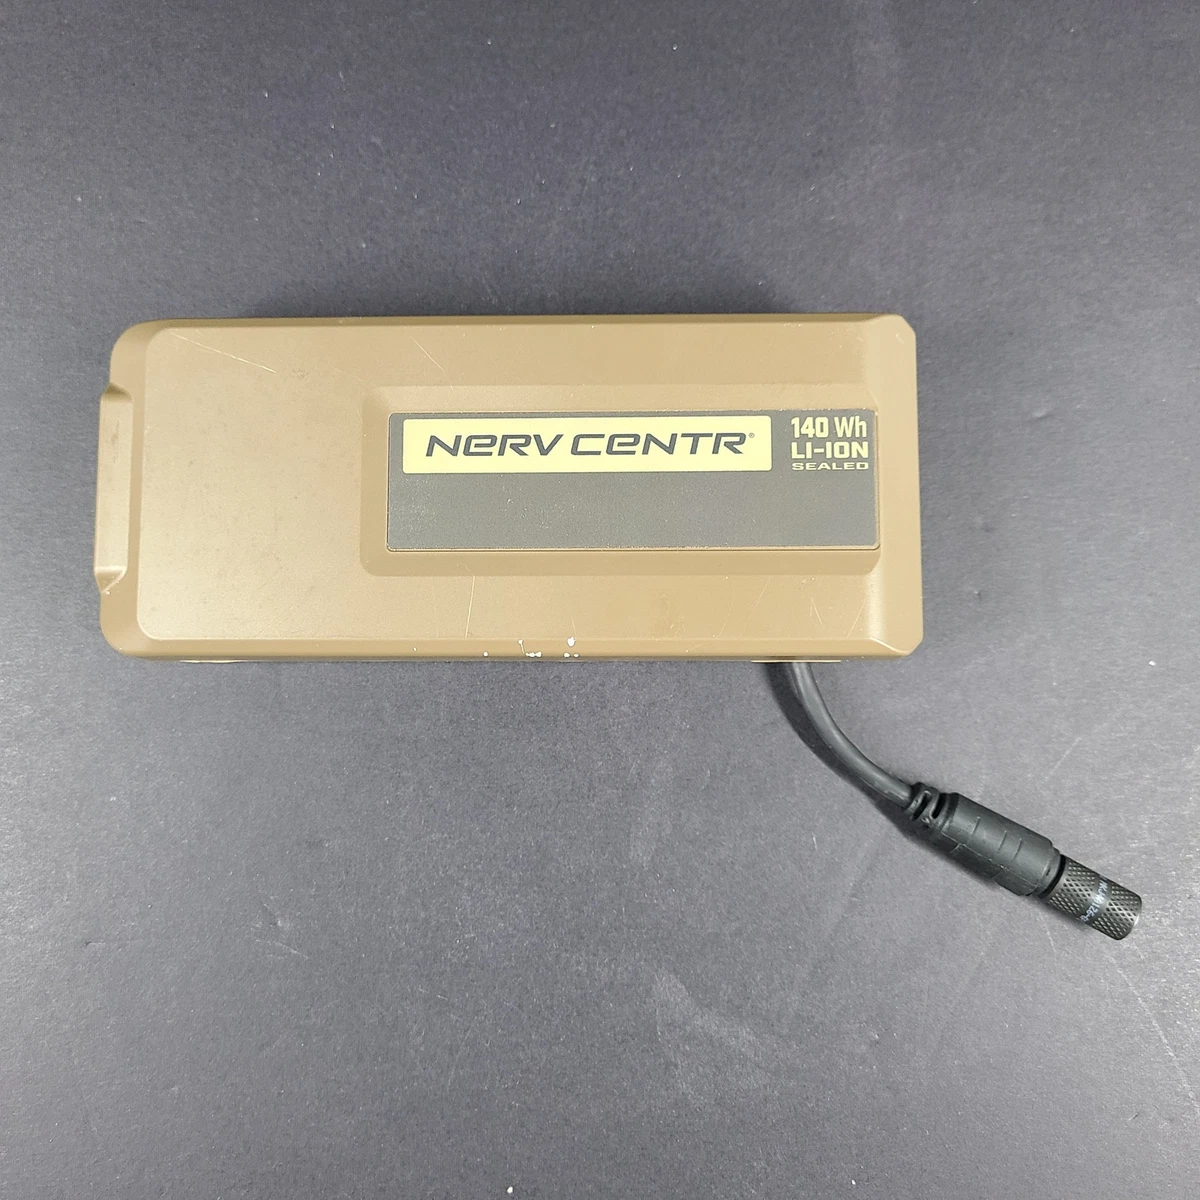 NERV CENTR®
140 Wh
LI-ION
SEALED